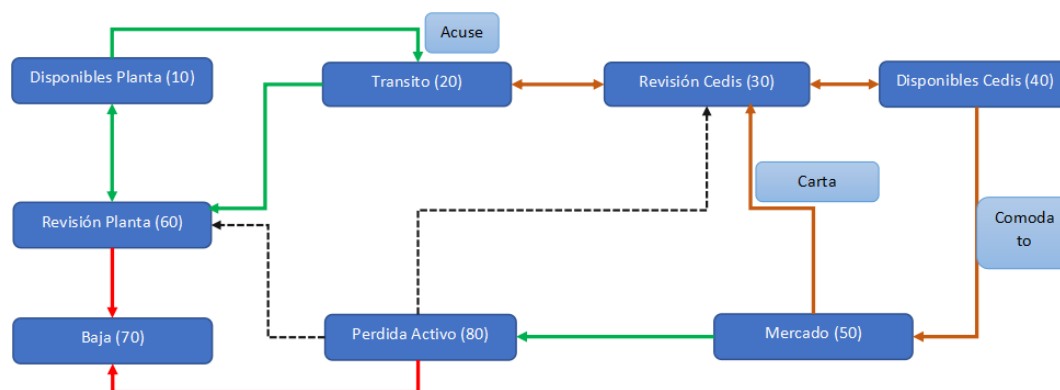 Acuse
Disponibles Planta (10)
Transito (20)
Revisión Cedis (30)
Disponibles Cedis (40)
Carta
Revisión Planta (60)
Comoda
to
Baja (70)
Perdida Activo (80)
Mercado (50)